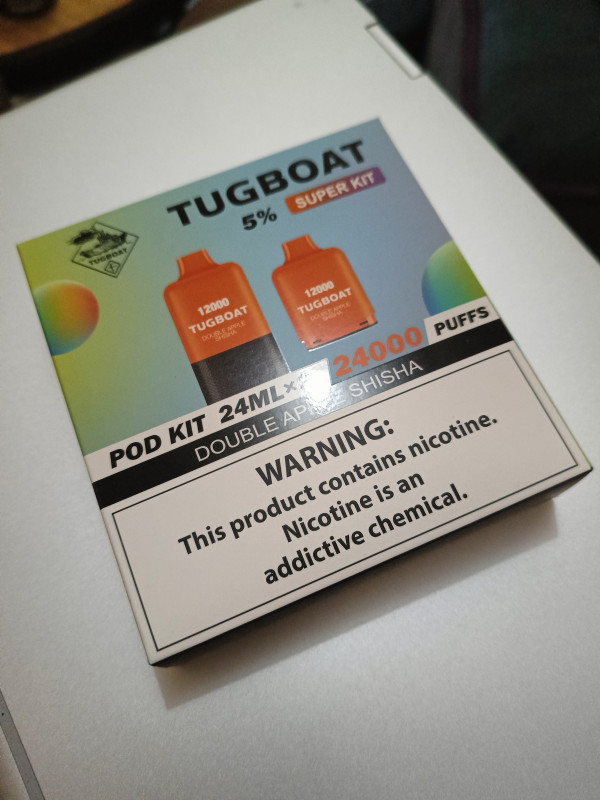 TUGBOAT
5% SUPER KIT
TUGBOAT
12000
TUGBOAT
DOUBLE APPLE
SHISHA
12000
TUGBOAT
DOUBLE APPLE
SHISHA
POD KIT 24ML 24000 PUFFS
DOUBLE APPLE SHISHA
WARNING:
This product contains nicotine.
Nicotine is an
addictive chemical.